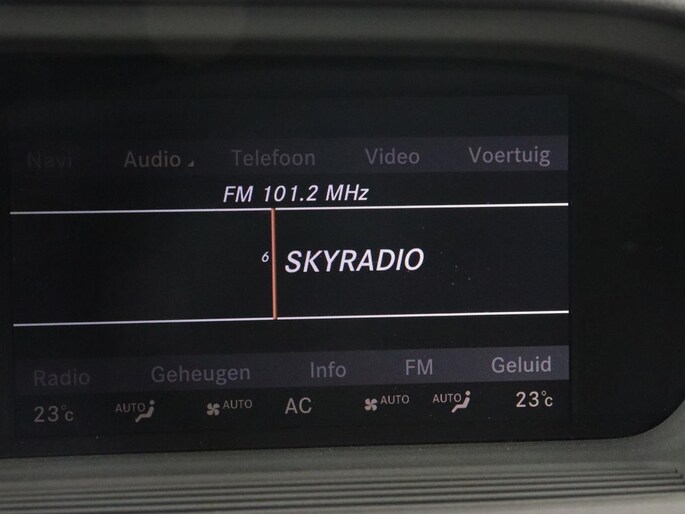 Navi Audio Telefoon Video Voertuig
FM 101.2 MHz
6 SKYRADIO
Radio Geheugen Info FM Geluid
23°C AUTO AUTO AC AUTO AUTO 23°C